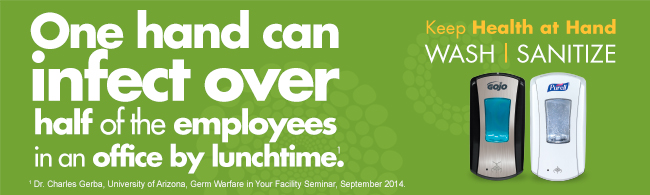 One hand can
infect over
half of the employees
in an office by lunchtime.¹
¹ Dr. Charles Gerba, University of Arizona, Germ Warfare in Your Facility Seminar, September 2014.
Keep Health at Hand
WASH | SANITIZE
GOJO
Purell